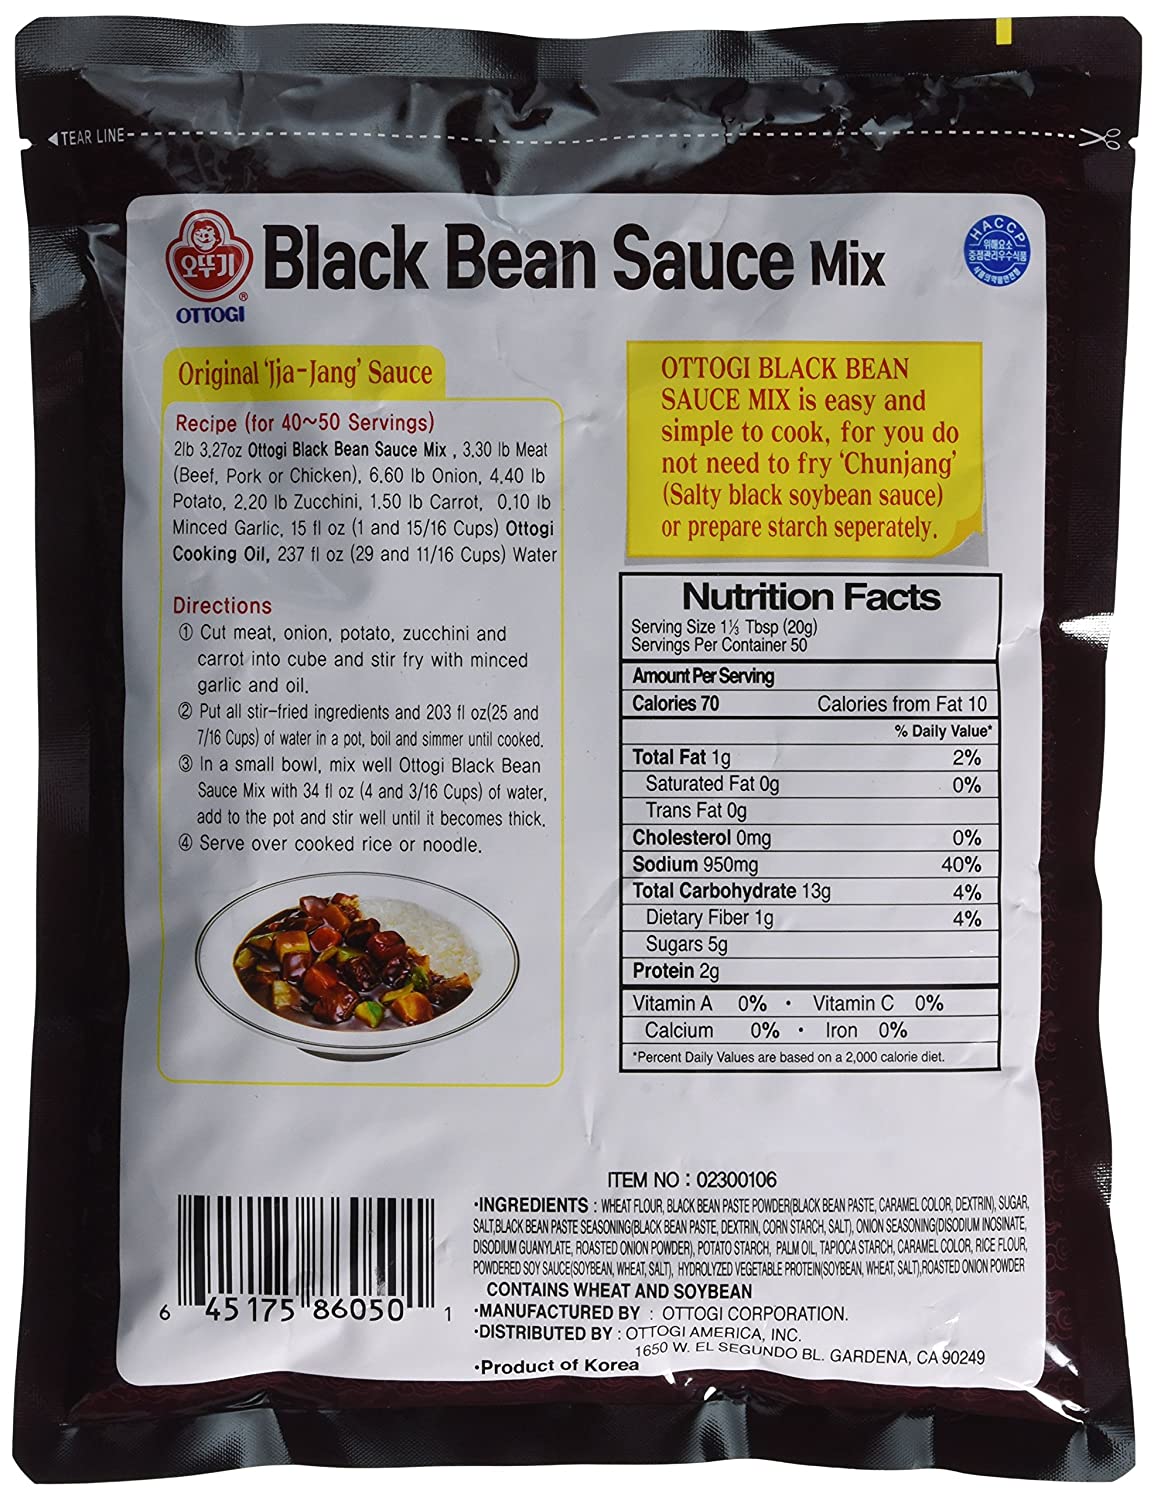 TEAR LINE
오뚜기
®
OTTOGI
Black Bean Sauce Mix
HACCP
위해요소
중점관리우수식품
Original 'Jja-Jang' Sauce
Recipe (for 40~50 Servings)
2lb 3.27oz Ottogi Black Bean Sauce Mix , 3.30 lb Meat
(Beef, Pork or Chicken), 6.60 lb Onion, 4.40 lb
Potato, 2.20 lb Zucchini, 1.50 lb Carrot, 0.10 lb
Minced Garlic, 15 fl oz (1 and 15/16 Cups) Ottogi
Cooking Oil, 237 fl oz (29 and 11/16 Cups) Water
Directions
① Cut meat, onion, potato, zucchini and
carrot into cube and stir fry with minced
garlic and oil.
② Put all stir-fried ingredients and 203 fl oz(25 and
7/16 Cups) of water in a pot, boil and simmer until cooked.
③ In a small bowl, mix well Ottogi Black Bean
Sauce Mix with 34 fl oz (4 and 3/16 Cups) of water,
add to the pot and stir well until it becomes thick.
④ Serve over cooked rice or noodle.
OTTOGI BLACK BEAN
SAUCE MIX is easy and
simple to cook, for you do
not need to fry 'Chunjang'
(Salty black soybean sauce)
or prepare starch seperately.
Nutrition Facts
Serving Size 1⅓ Tbsp (20g)
Servings Per Container 50
Amount Per Serving
Calories 70 Calories from Fat 10
% Daily Value*
Total Fat 1g 2%
Saturated Fat 0g 0%
Trans Fat 0g
Cholesterol 0mg 0%
Sodium 950mg 40%
Total Carbohydrate 13g 4%
Dietary Fiber 1g 4%
Sugars 5g
Protein 2g
Vitamin A 0% • Vitamin C 0%
Calcium 0% • Iron 0%
*Percent Daily Values are based on a 2,000 calorie diet.
ITEM NO : 02300106
•INGREDIENTS : WHEAT FLOUR, BLACK BEAN PASTE POWDER(BLACK BEAN PASTE, CARAMEL COLOR, DEXTRIN), SUGAR,
SALT,BLACK BEAN PASTE SEASONING(BLACK BEAN PASTE, DEXTRIN, CORN STARCH, SALT), ONION SEASONING(DISODIUM INOSINATE,
DISODIUM GUANYLATE, ROASTED ONION POWDER), POTATO STARCH, PALM OIL, TAPIOCA STARCH, CARAMEL COLOR, RICE FLOUR,
POWDERED SOY SAUCE(SOYBEAN, WHEAT, SALT), HYDROLYZED VEGETABLE PROTEIN(SOYBEAN, WHEAT, SALT),ROASTED ONION POWDER
CONTAINS WHEAT AND SOYBEAN
•MANUFACTURED BY : OTTOGI CORPORATION.
•DISTRIBUTED BY : OTTOGI AMERICA, INC.
1650 W. EL SEGUNDO BL. GARDENA, CA 90249
•Product of Korea
6 45175 86050 1